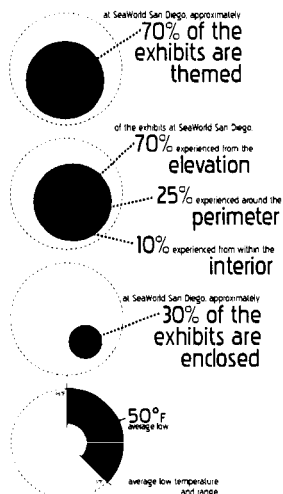 at SeaWorld San Diego, approximately
70% of the
exhibits are
themed
of the exhibits at SeaWorld San Diego,
70% experienced from the
elevation
25% experienced around the
perimeter
10% experienced from within the
interior
at SeaWorld San Diego, approximately
30% of the
exhibits are
enclosed
50°F
average low
average low temperature
and range